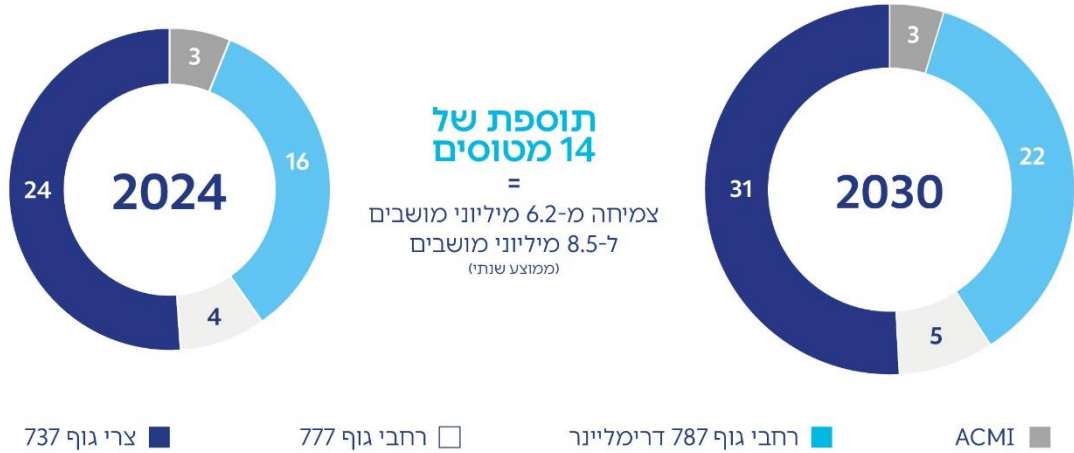 3
16
4
24
2024
תוספת של
14 מטוסים
=
צמיחה מ-6.2 מיליוני מושבים
ל-8.5 מיליוני מושבים
(ממוצע שנתי)
3
22
5
31
2030
ACMI
רחבי גוף 787 דרימליינר
רחבי גוף 777
צרי גוף 737